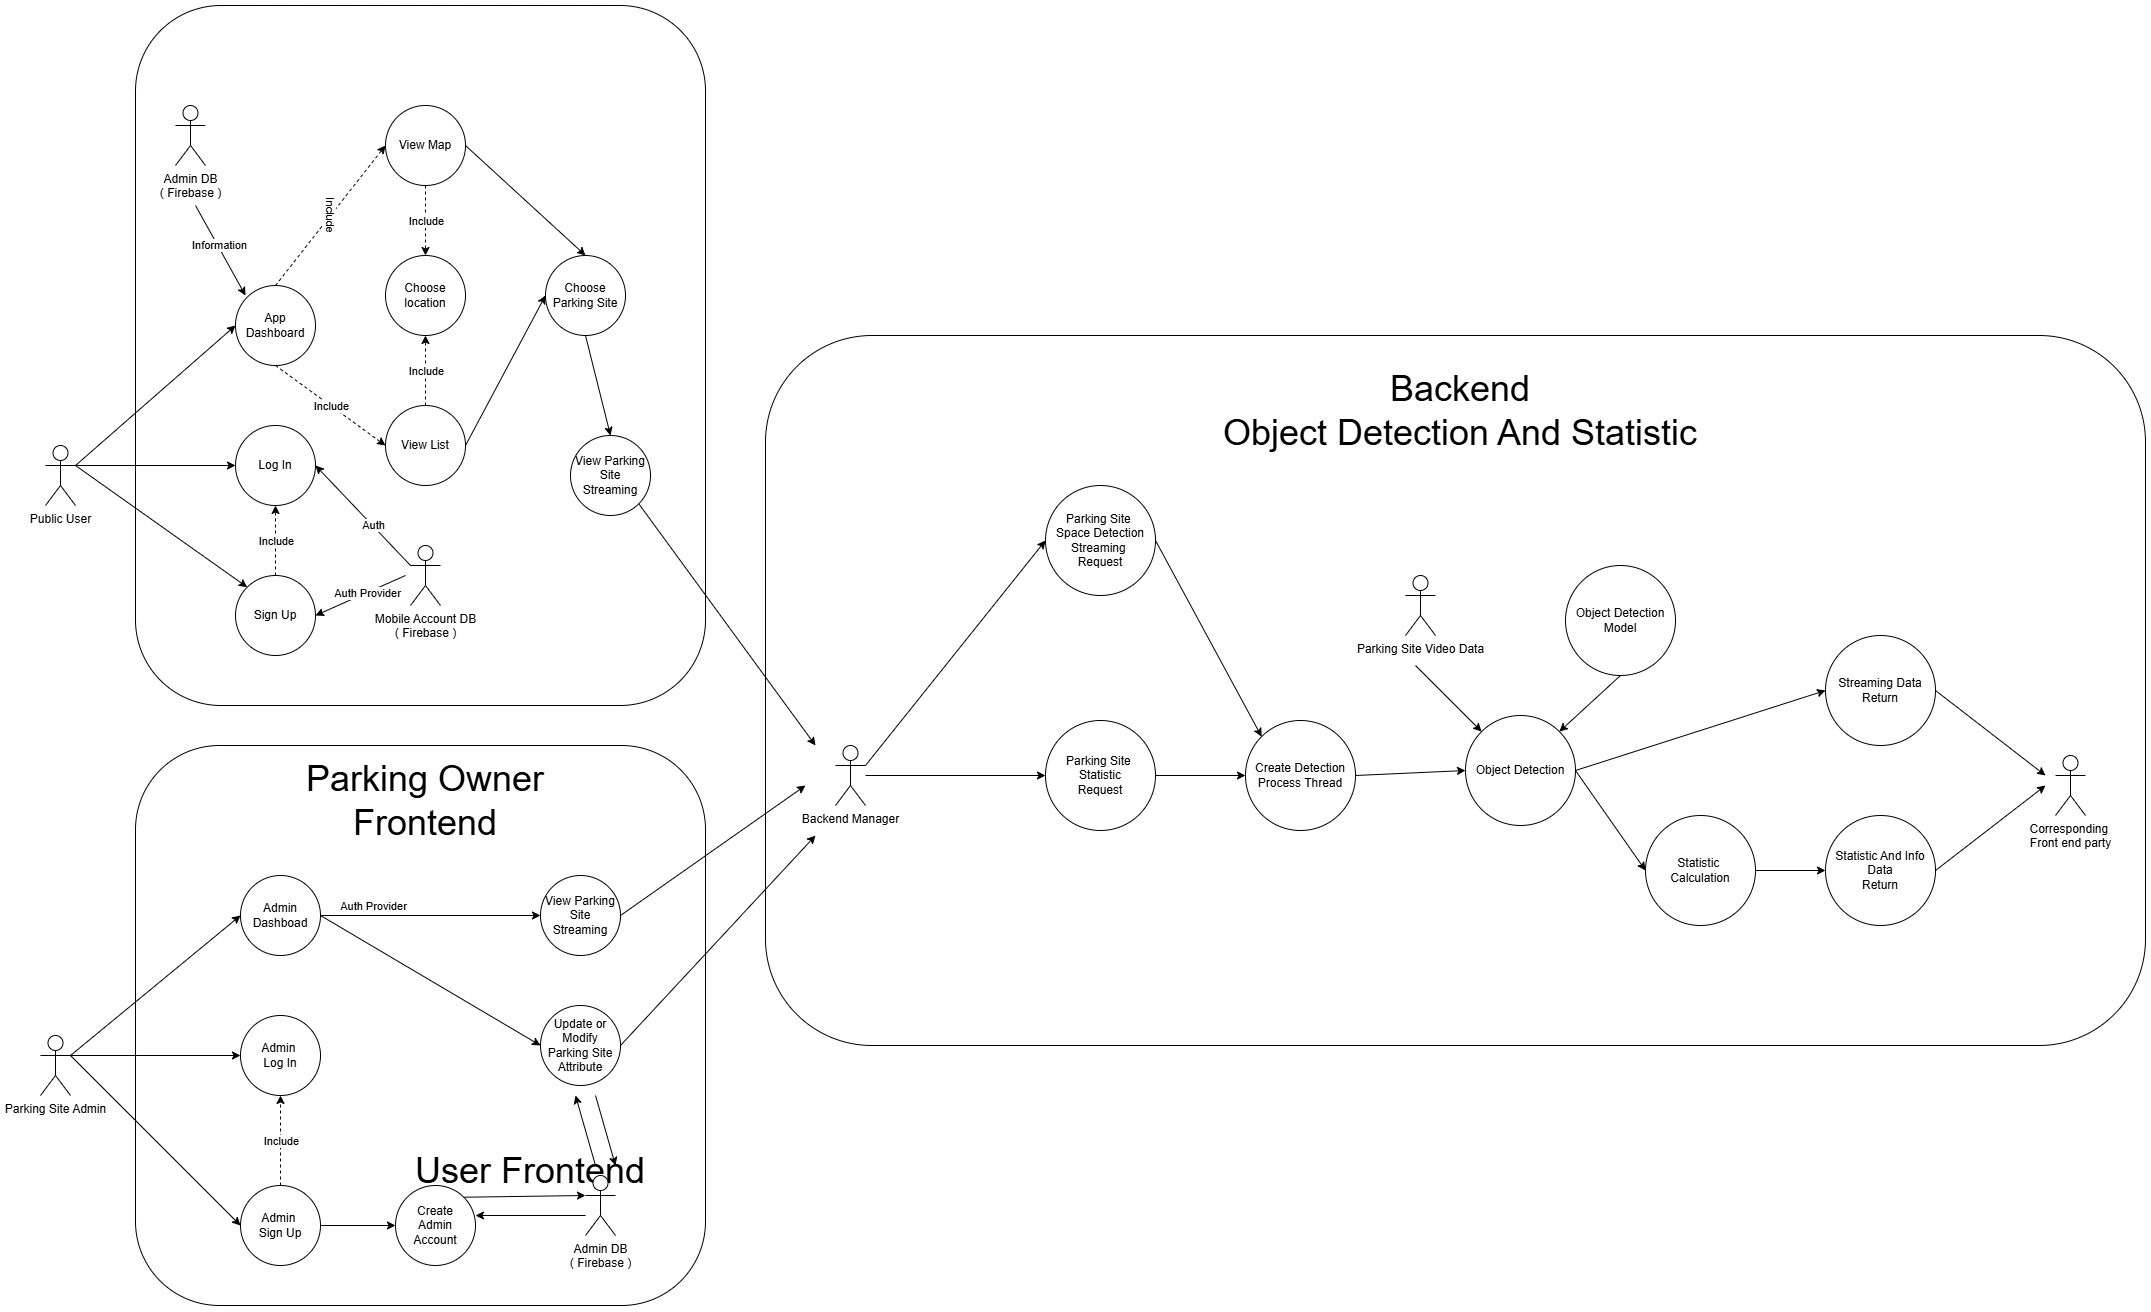 View Map
Admin DB
( Firebase )
Include
Include
Information
Choose
location
Choose
Parking Site
App
Dashboard
Include
Include
View List
Log In
View Parking
Site
Streaming
Public User
Auth
Include
Auth Provider
Sign Up
Mobile Account DB
( Firebase )
Parking Owner
Frontend
Admin
Dashboad
Auth Provider
View Parking
Site
Streaming
Update or
Modify
Parking Site
Attribute
Admin
Log In
Parking Site Admin
Include
User Frontend
Admin
Sign Up
Create
Admin
Account
Admin DB
( Firebase )
Backend
Object Detection And Statistic
Parking Site
Space Detection
Streaming
Request
Parking Site Video Data
Object Detection
Model
Streaming Data
Return
Backend Manager
Parking Site
Statistic
Request
Create Detection
Process Thread
Object Detection
Statistic
Calculation
Statistic And Info
Data
Return
Corresponding
Front end party